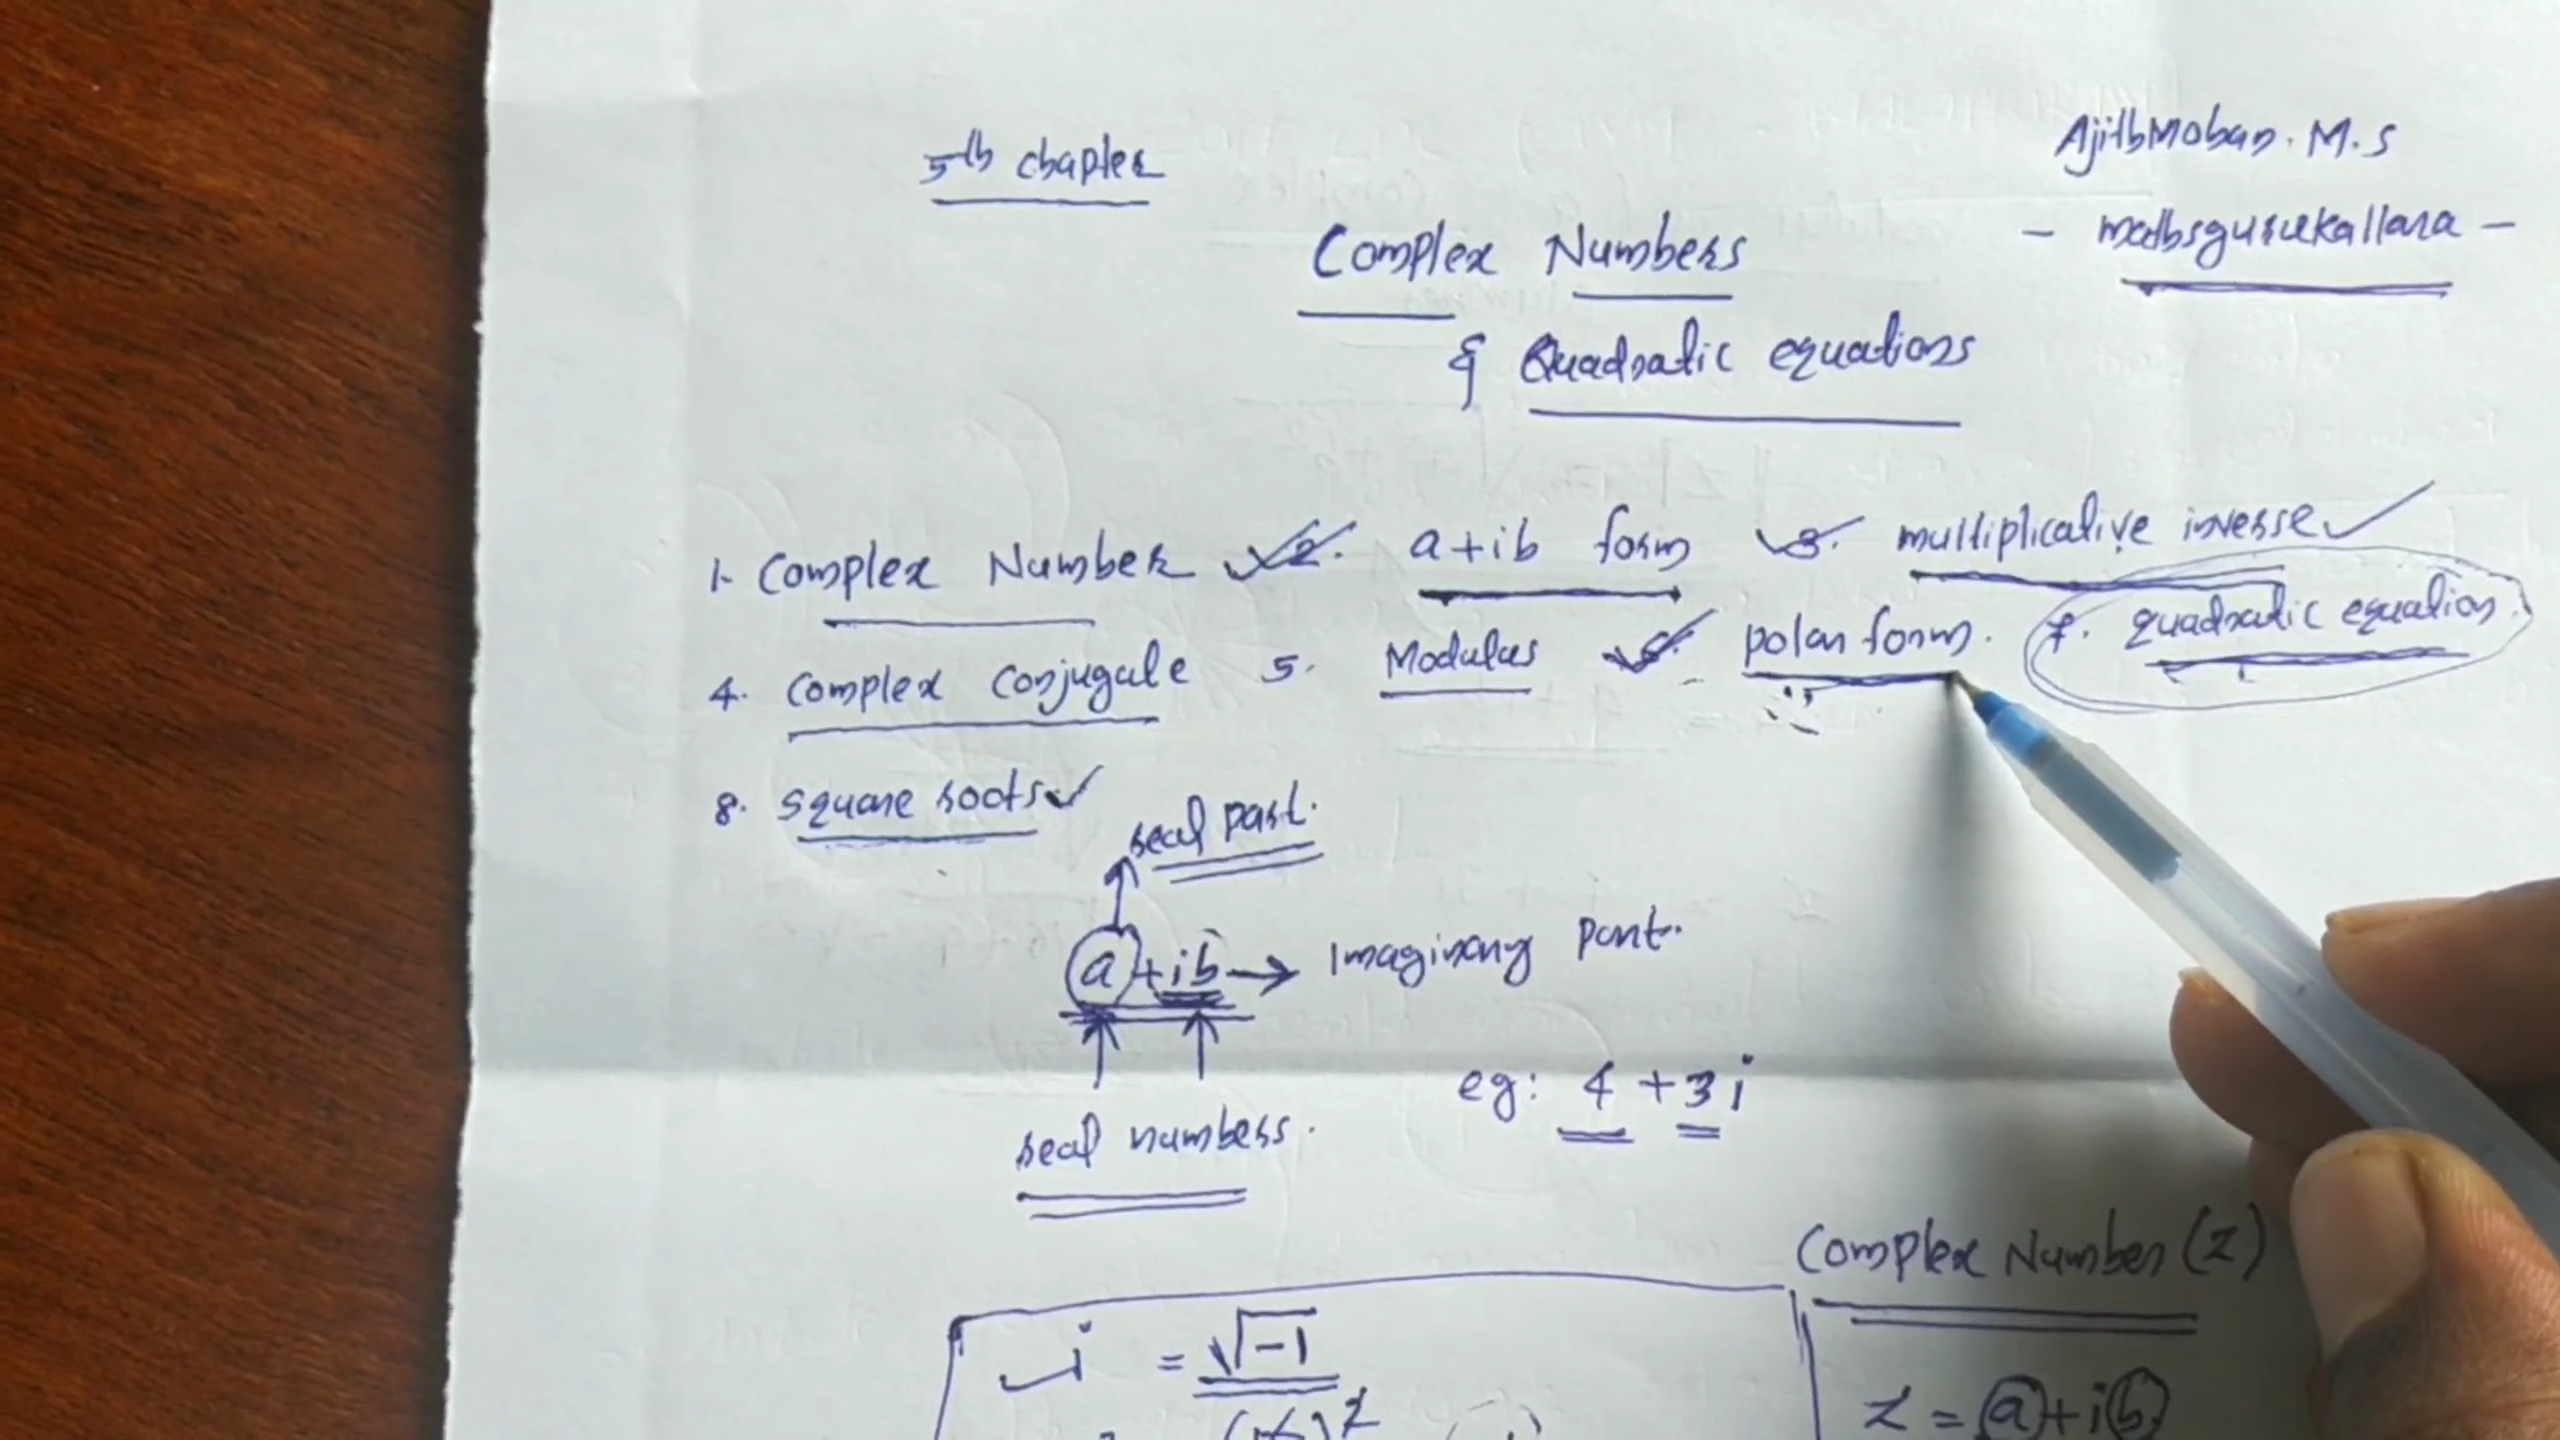 5th chapter
AjithMohan. M.S
- mathsgurukallara -
Complex Numbers
& Quadratic equations
1. Complex Number 2. a+ib form 3. multiplicative inverse
4. Complex Conjugate 5. Modulus 6. polar form. 7. quadratic equation.
8. square roots
real part.
a+ib → Imaginary part.
eg: 4 + 3i
real numbers.
Complex Number (z)
i = √-1
z = a+ib